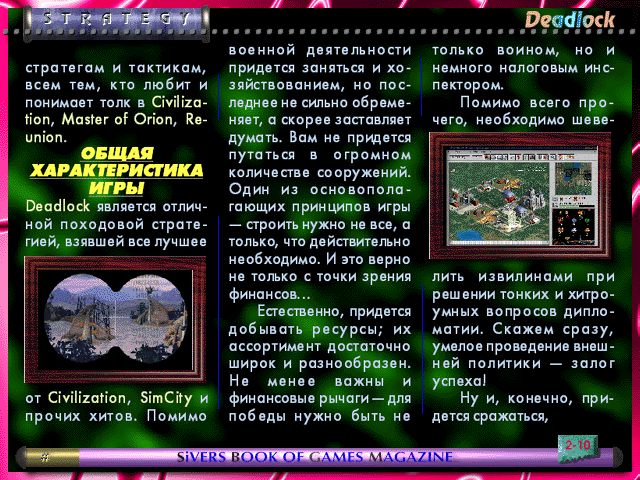 STRATEGY
Deadlock
стратегам и тактикам,
всем тем, кто любит и
понимает толк в Civiliza-
tion, Master of Orion, Re-
union.
ОБЩАЯ
ХАРАКТЕРИСТИКА
ИГРЫ
Deadlock является отлич-
ной походовой страте-
гией, взявшей все лучшее
от Civilization, SimCity и
прочих хитов. Помимо
военной деятельности
придется заняться и хо-
зяйствованием, но пос-
леднее не сильно обреме-
няет, а скорее заставляет
думать. Вам не придется
путаться в огромном
количестве сооружений.
Один из основопола-
гающих принципов игры
— строить нужно не все, а
только, что действительно
необходимо. И это верно
не только с точки зрения
финансов...
Естественно, придется
добывать ресурсы; их
ассортимент достаточно
широк и разнообразен.
Не менее важны и
финансовые рычаги — для
победы нужно быть не
только воином, но и
немного налоговым инс-
пектором.
Помимо всего про-
чего, необходимо шеве-
лить извилинами при
решении тонких и хитро-
умных вопросов дипло-
матии. Скажем сразу,
умелое проведение внеш-
ней политики — залог
успеха!
Ну и, конечно, при-
дется сражаться,
#
SiVERS BOOK OF GAMES MAGAZINE
2-10